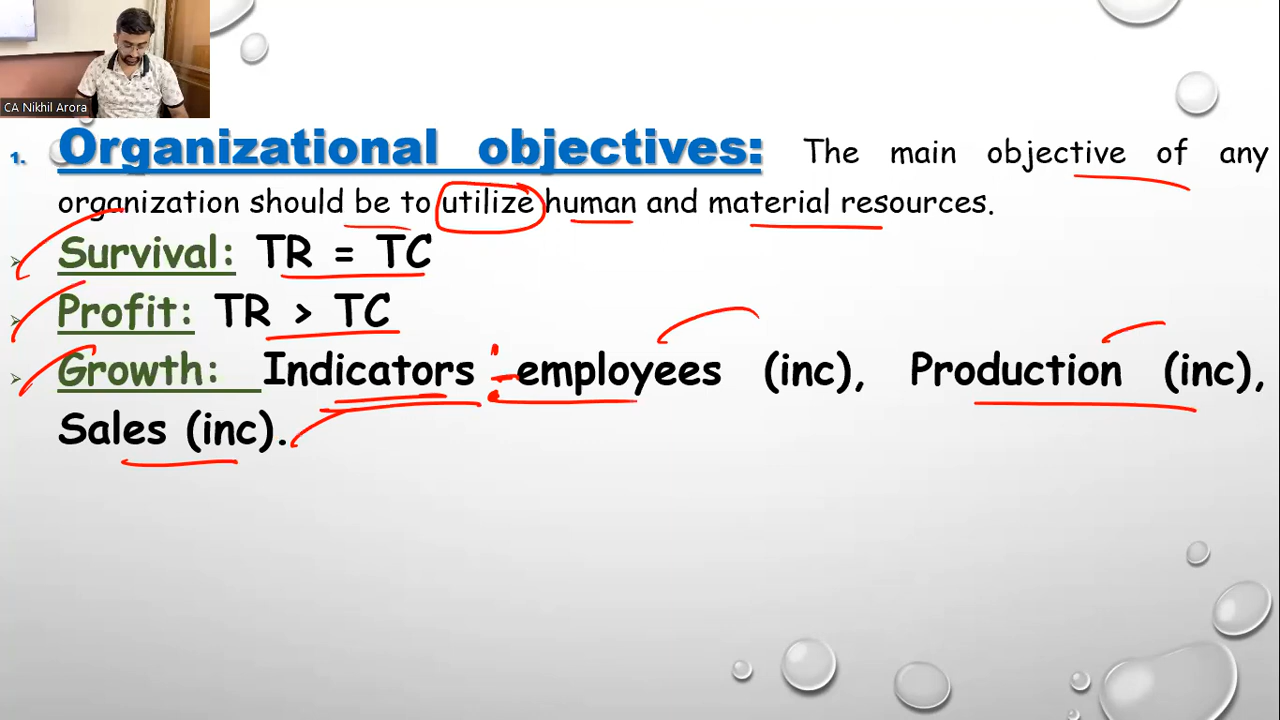 CA Nikhil Arora
1. Organizational objectives: The main objective of any
organization should be to utilize human and material resources.
Survival: TR = TC
Profit: TR > TC
Growth: Indicators : employees (inc), Production (inc),
Sales (inc).